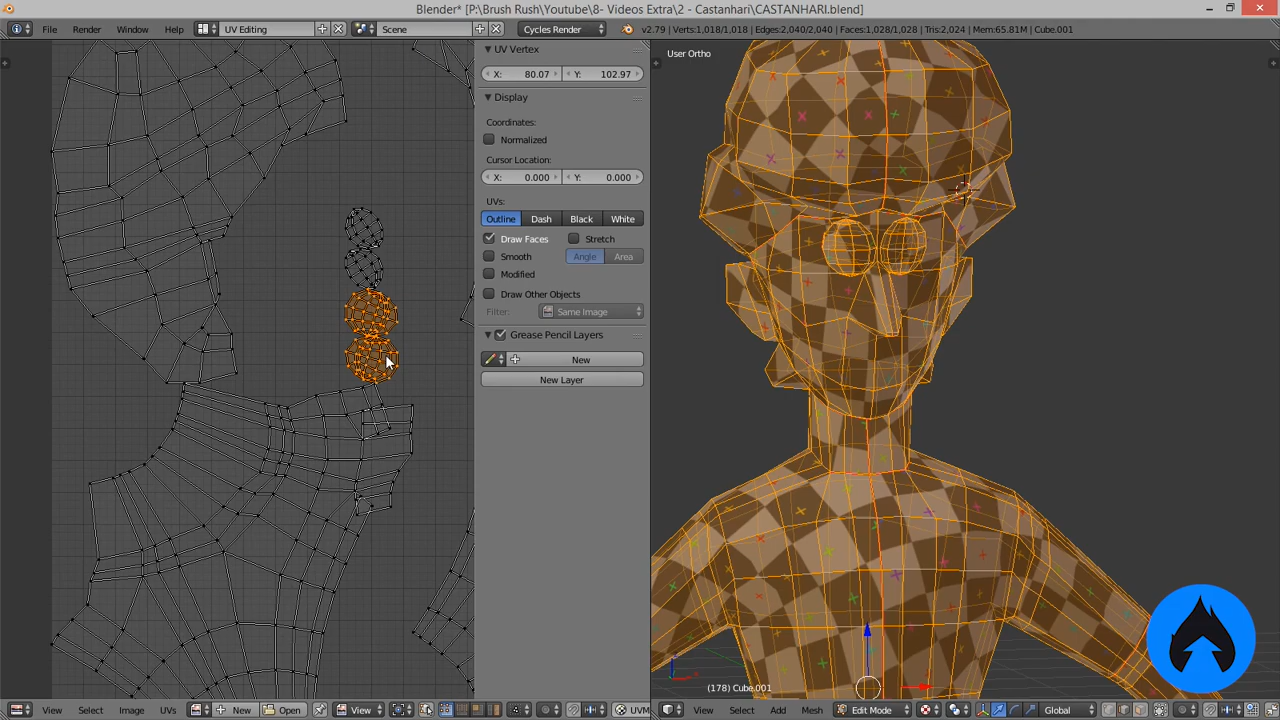 Blender* [P:\Brush Rush\Youtube\8- Videos Extra\2 - Castanhari\CASTANHARI.blend]
File Render Window Help UV Editing Scene Cycles Render v2.79 | Verts:1,018/1,018 | Edges:2,040/2,040 | Faces:1,028/1,028 | Tris:2,024 | Mem:65.81M | Cube.001
UV Vertex
X: 80.07 Y: 102.97
Display
Coordinates:
Normalized
Cursor Location:
X: 0.000 Y: 0.000
UVs:
Outline Dash Black White
Draw Faces Stretch
Smooth Angle Area
Modified
Draw Other Objects
Filter: Same Image
Grease Pencil Layers
New
New Layer
User Ortho
(178) Cube.001
View Select Image UVs New Open View UVM
View Select Add Mesh Edit Mode Global